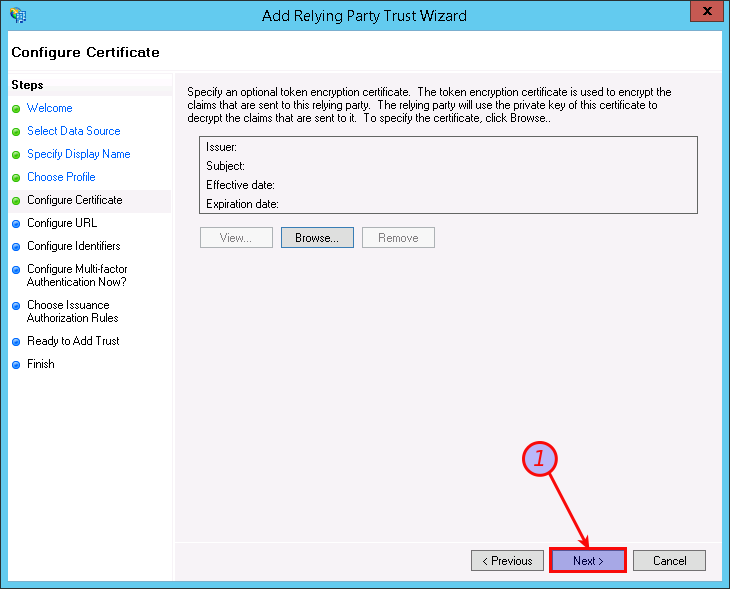 Add Relying Party Trust Wizard
x
Configure Certificate
Steps
Welcome
Select Data Source
Specify Display Name
Choose Profile
Configure Certificate
Configure URL
Configure Identifiers
Configure Multi-factor
Authentication Now?
Choose Issuance
Authorization Rules
Ready to Add Trust
Finish
Specify an optional token encryption certificate.  The token encryption certificate is used to encrypt the
claims that are sent to this relying party.  The relying party will use the private key of this certificate to
decrypt the claims that are sent to it.  To specify the certificate, click Browse..
Issuer:
Subject:
Effective date:
Expiration date:
View... Browse... Remove
1
< Previous Next > Cancel